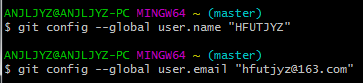 ANJLJYZ@ANJLJYZ-PC MINGW64 ~ (master)
$ git config --global user.name "HFUTJYZ"
ANJLJYZ@ANJLJYZ-PC MINGW64 ~ (master)
$ git config --global user.email "hfutjyz@163.com"